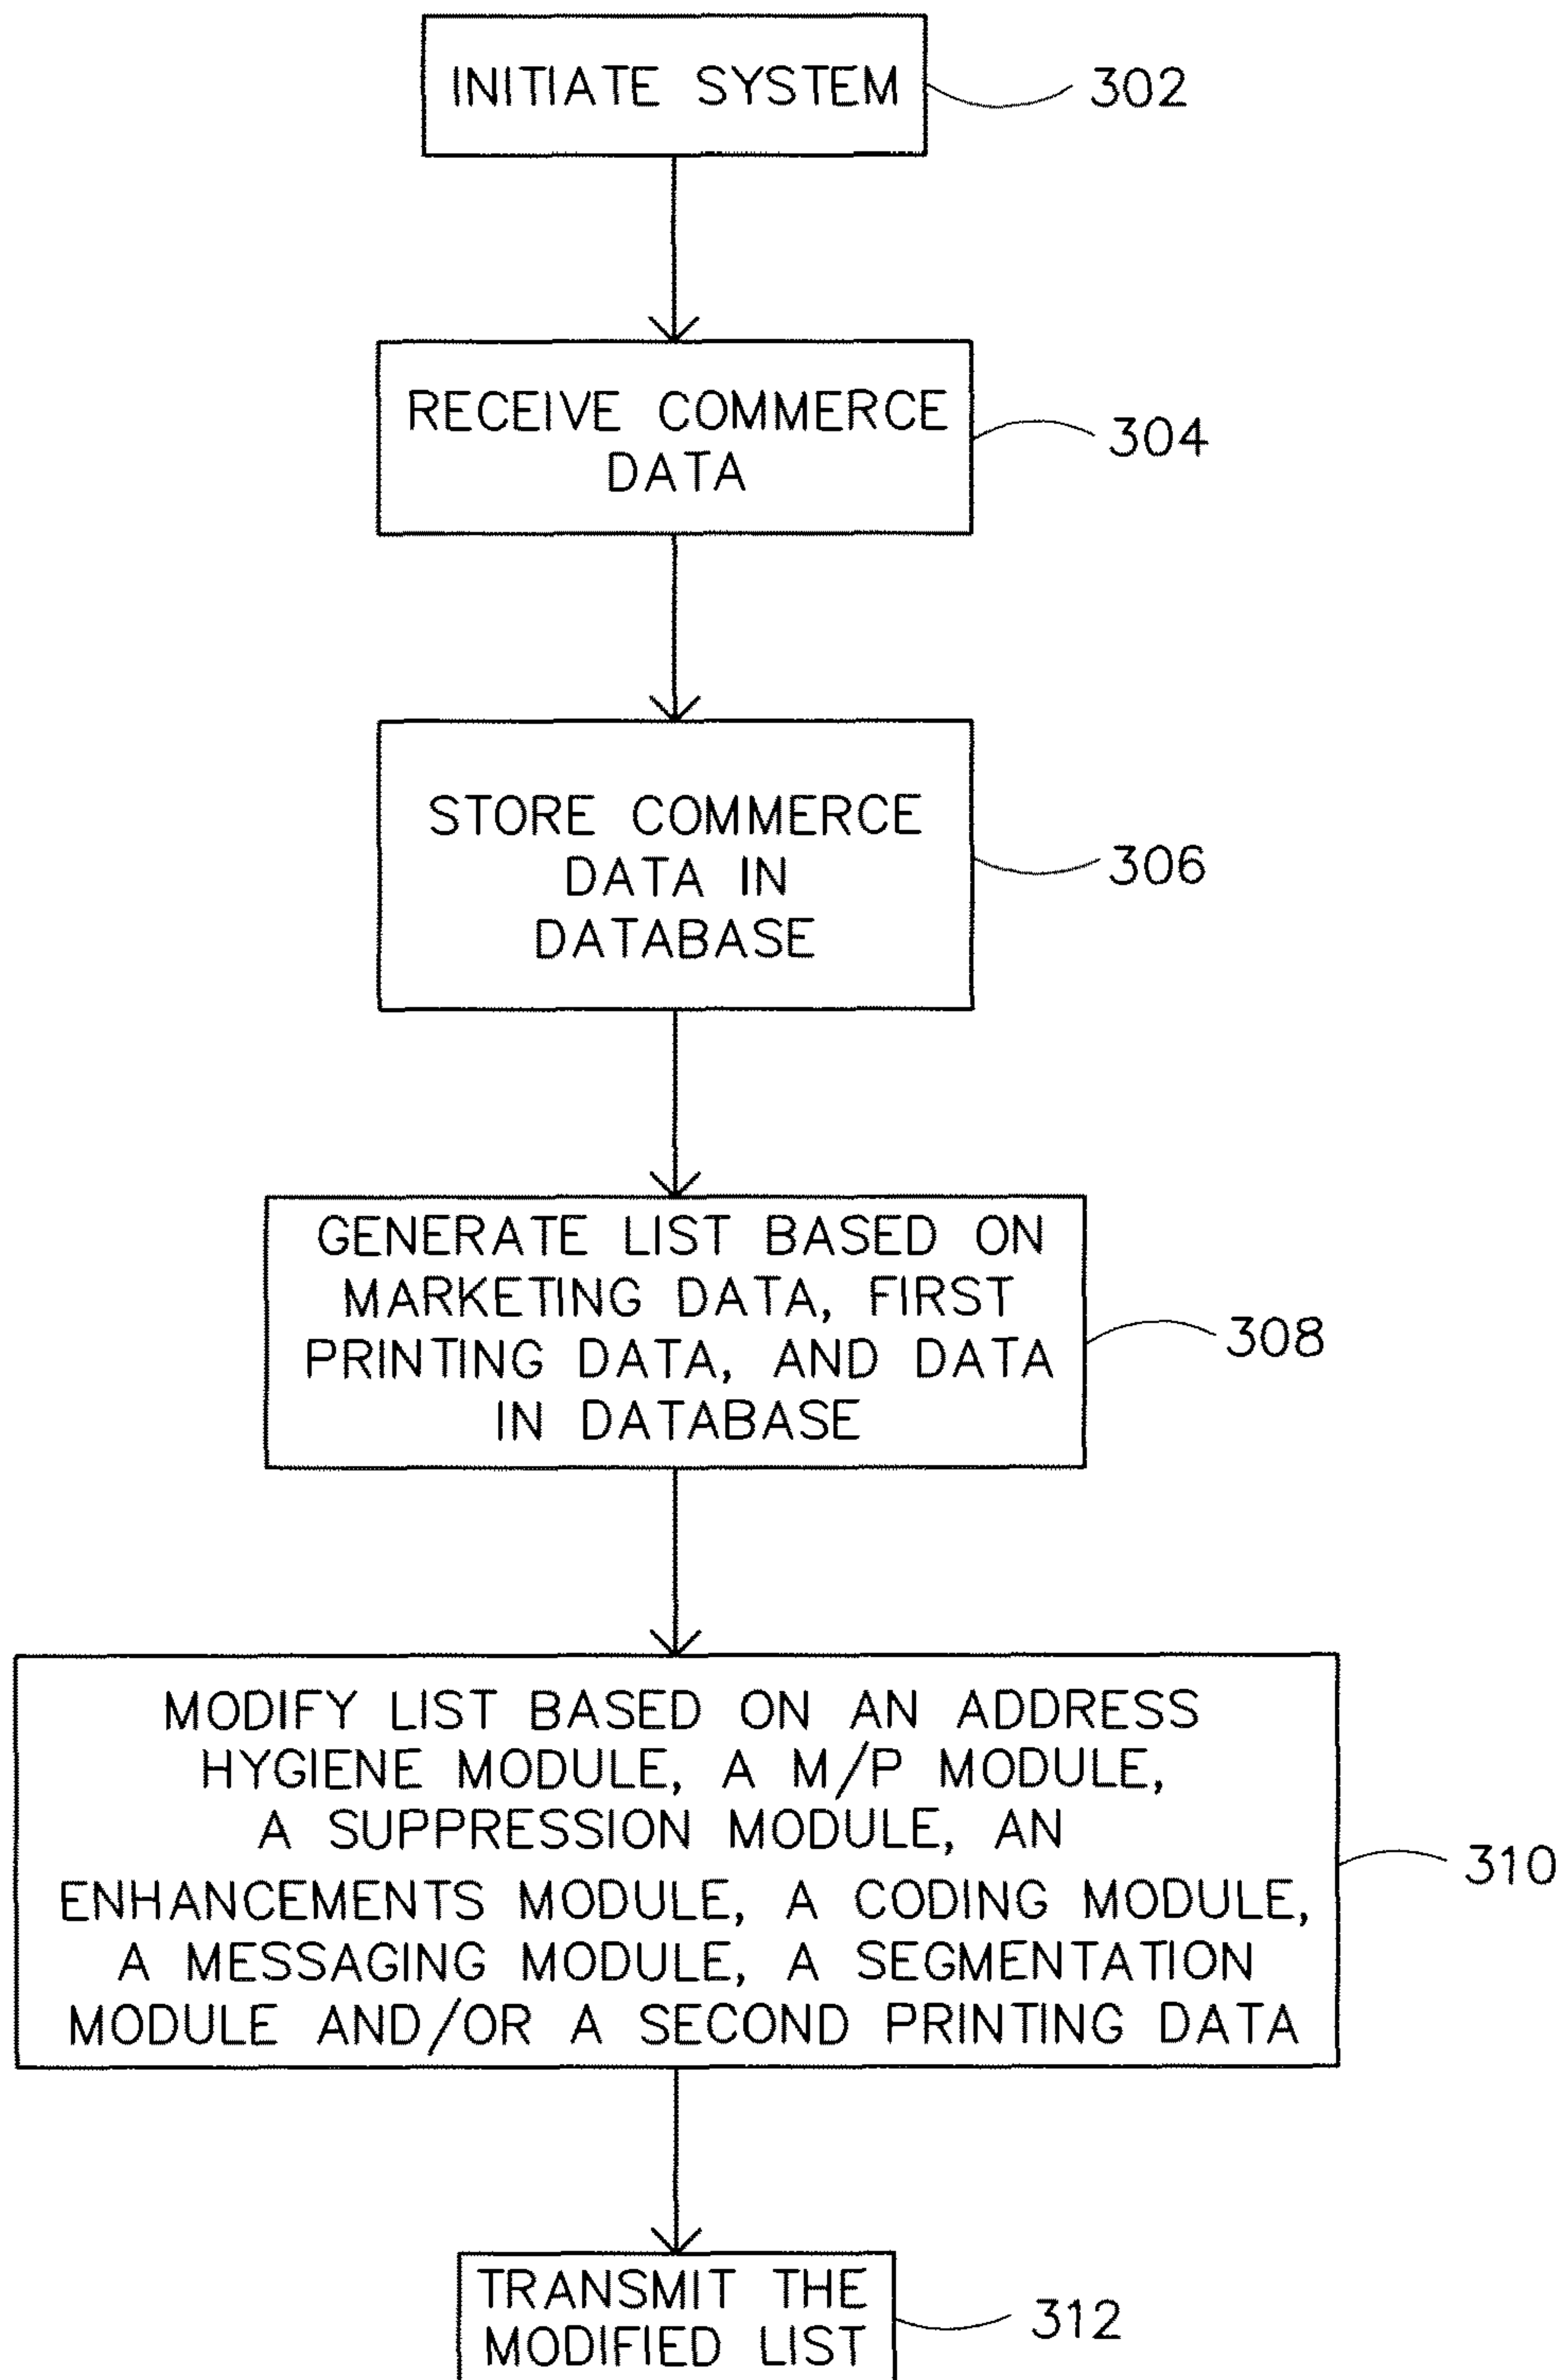 INITIATE SYSTEM
302
RECEIVE COMMERCE
DATA
304
STORE COMMERCE
DATA IN
DATABASE
306
GENERATE LIST BASED ON
MARKETING DATA, FIRST
PRINTING DATA, AND DATA
IN DATABASE
308
MODIFY LIST BASED ON AN ADDRESS
HYGIENE MODULE, A M/P MODULE,
A SUPPRESSION MODULE, AN
ENHANCEMENTS MODULE, A CODING MODULE,
A MESSAGING MODULE, A SEGMENTATION
MODULE AND/OR A SECOND PRINTING DATA
310
TRANSMIT THE
MODIFIED LIST
312